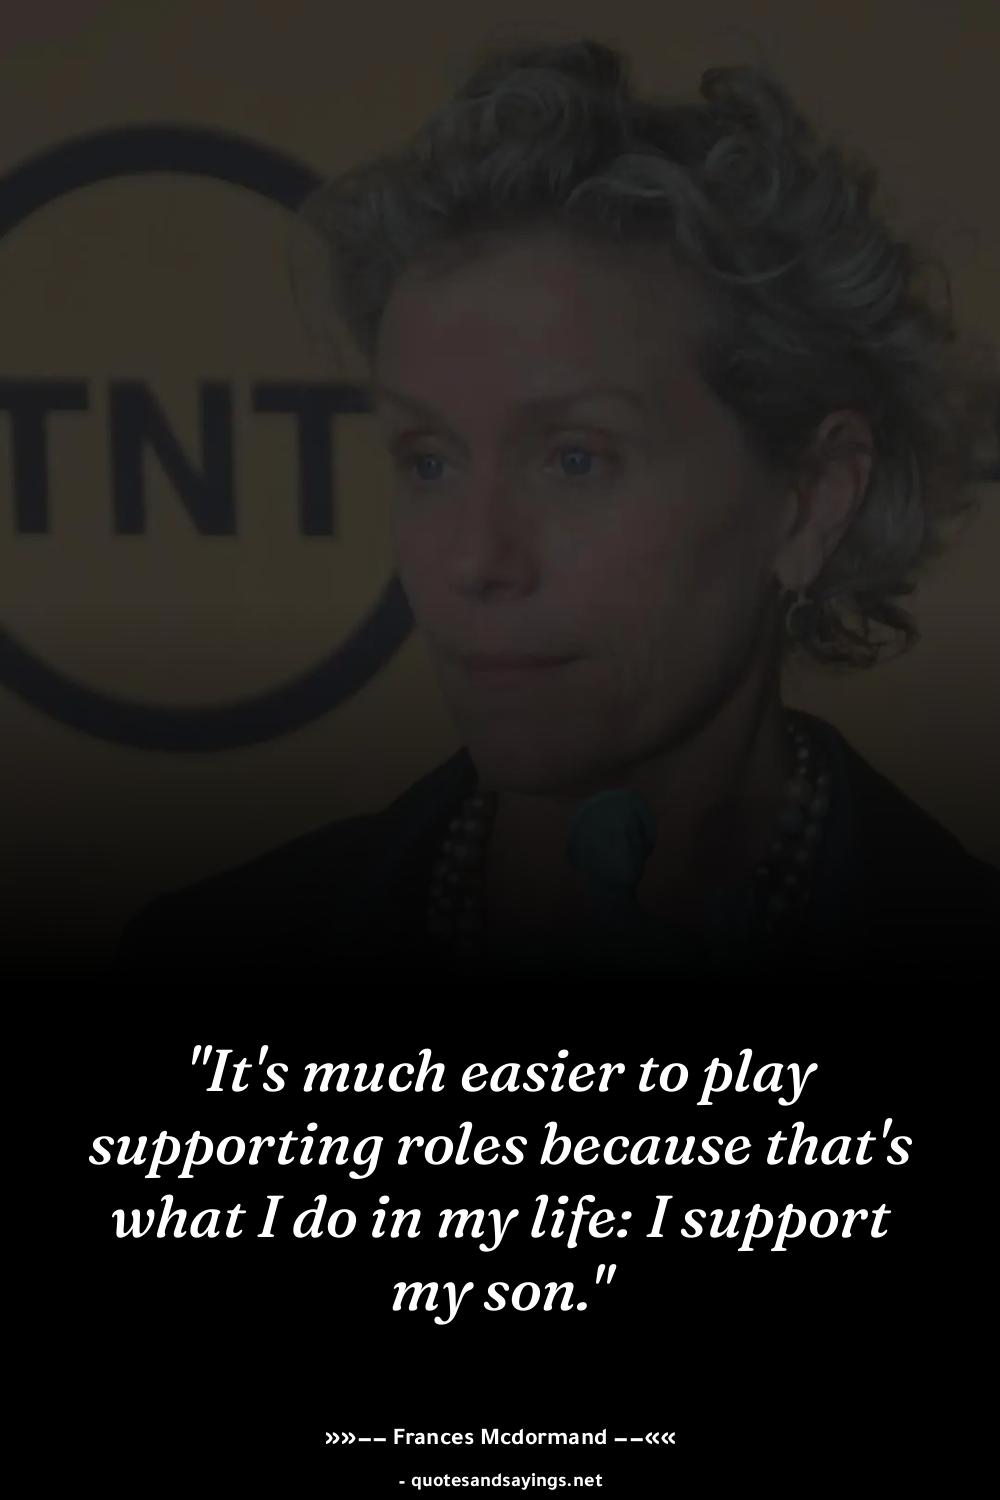 TNT
"It's much easier to play
supporting roles because that's
what I do in my life: I support
my son."
»»–– Frances Mcdormand ––««
- quotesandsayings.net